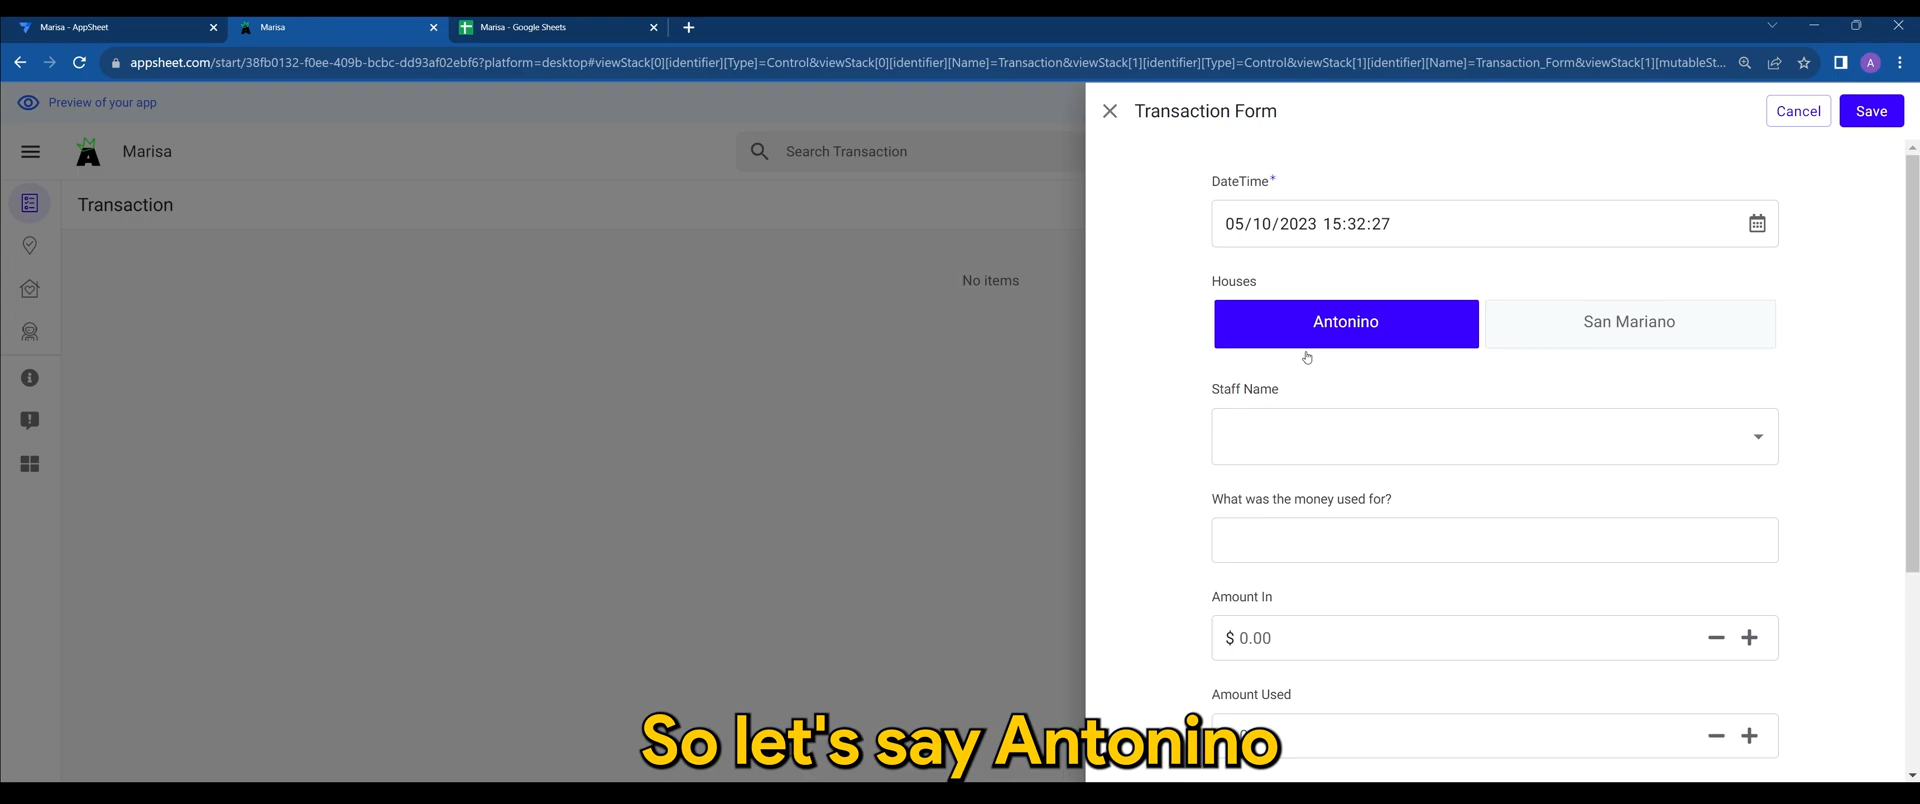 Marisa - AppSheet
Marisa
Marisa - Google Sheets
appsheet.com/start/38fb0132-f0ee-409b-bcbc-dd93af02ebf6?platform=desktop#viewStack[0][identifier][Type]=Control&viewStack[0][identifier][Name]=Transaction&viewStack[1][identifier][Type]=Control&viewStack[1][identifier][Name]=Transaction_Form&viewStack[1][mutableSt...
A
Preview of your app
Marisa
Search Transaction
Transaction
No items
Transaction Form
Cancel
Save
DateTime*
05/10/2023 15:32:27
Houses
Antonino
San Mariano
Staff Name
What was the money used for?
Amount In
$ 0.00
Amount Used
So let's say Antonino